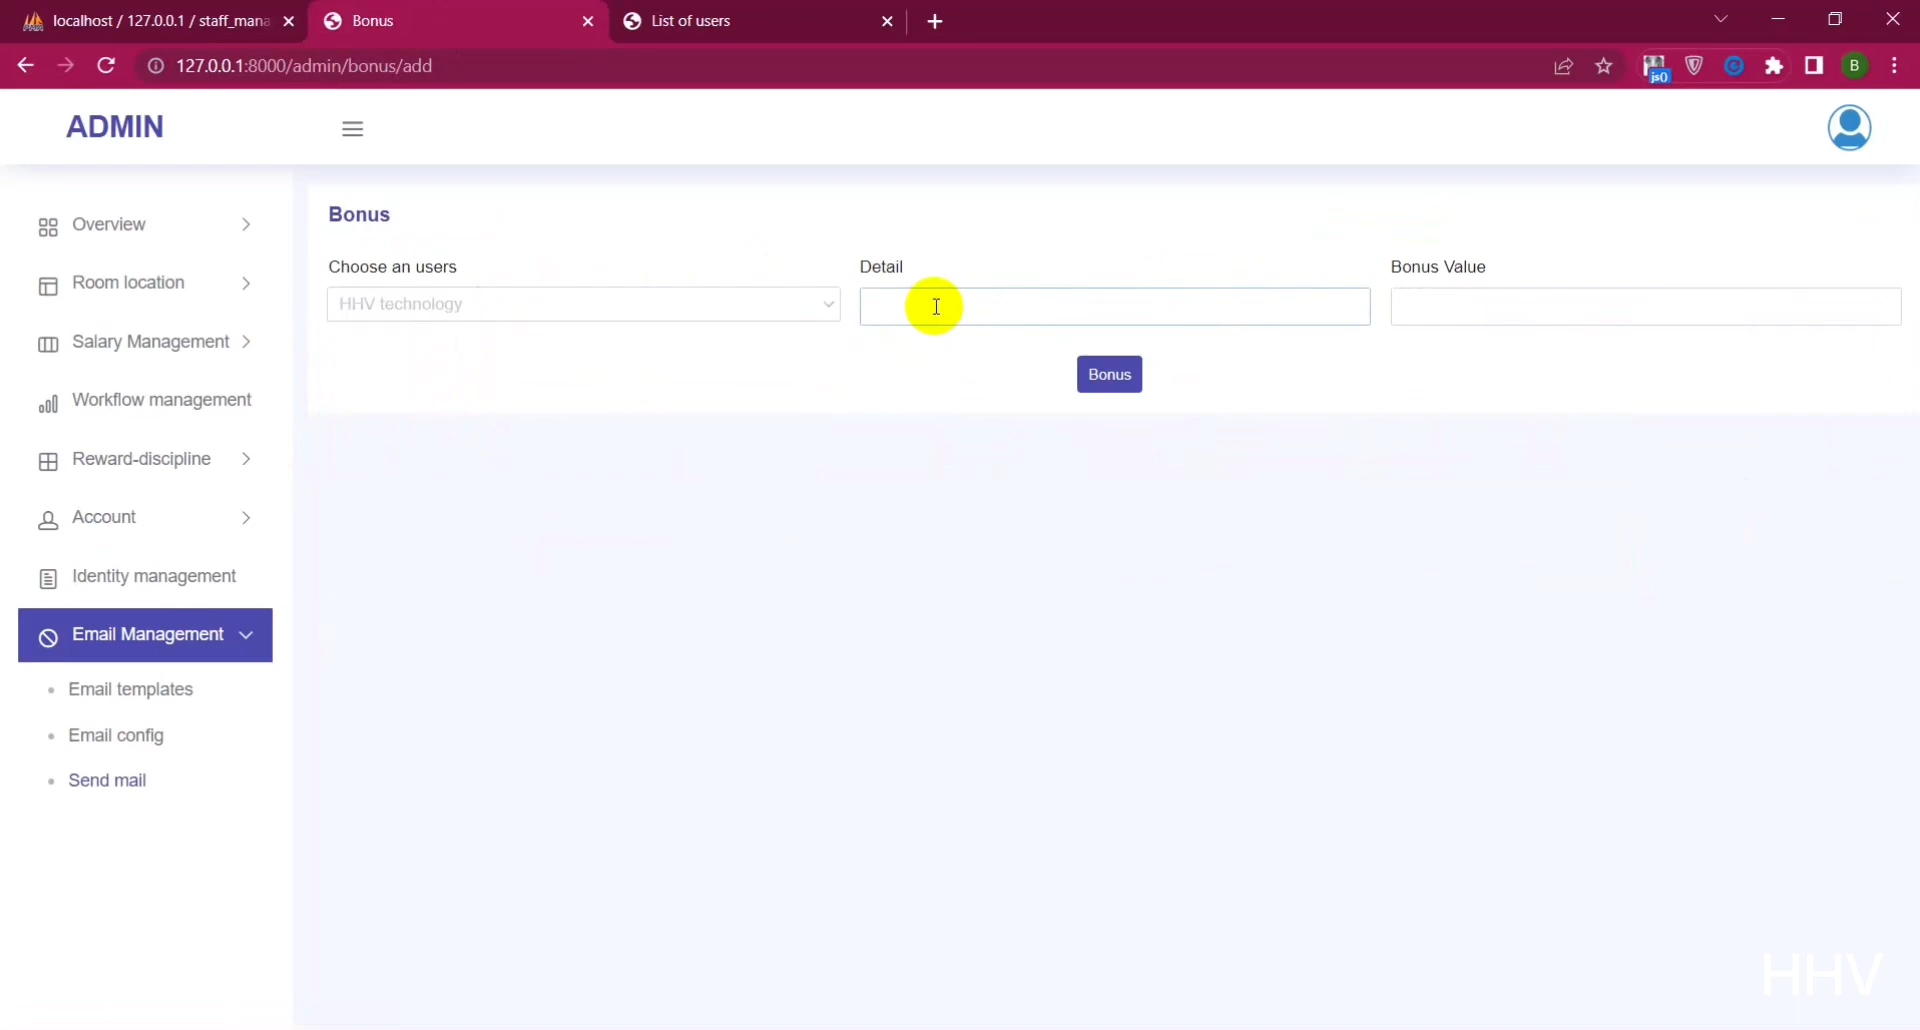 localhost / 127.0.0.1 / staff_mana
Bonus
List of users
127.0.0.1:8000/admin/bonus/add
js()
B
ADMIN
Overview
Room location
Salary Management
Workflow management
Reward-discipline
Account
Identity management
Email Management
Email templates
Email config
Send mail
Bonus
Choose an users
Detail
Bonus Value
HHV technology
Bonus
HHV